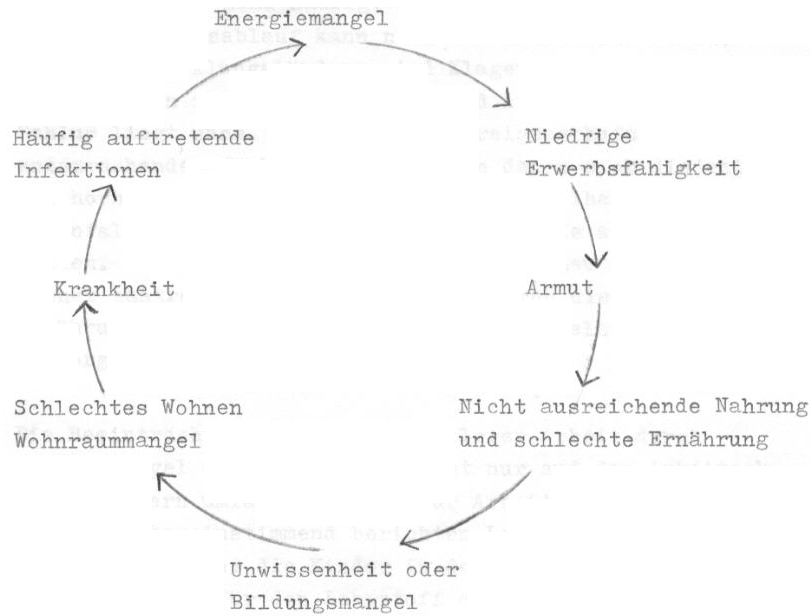 Energiemangel
Häufig auftretende
Infektionen
Niedrige
Erwerbsfähigkeit
Krankheit
Armut
Schlechtes Wohnen
Wohnraummangel
Nicht ausreichende Nahrung
und schlechte Ernährung
Unwissenheit oder
Bildungsmangel